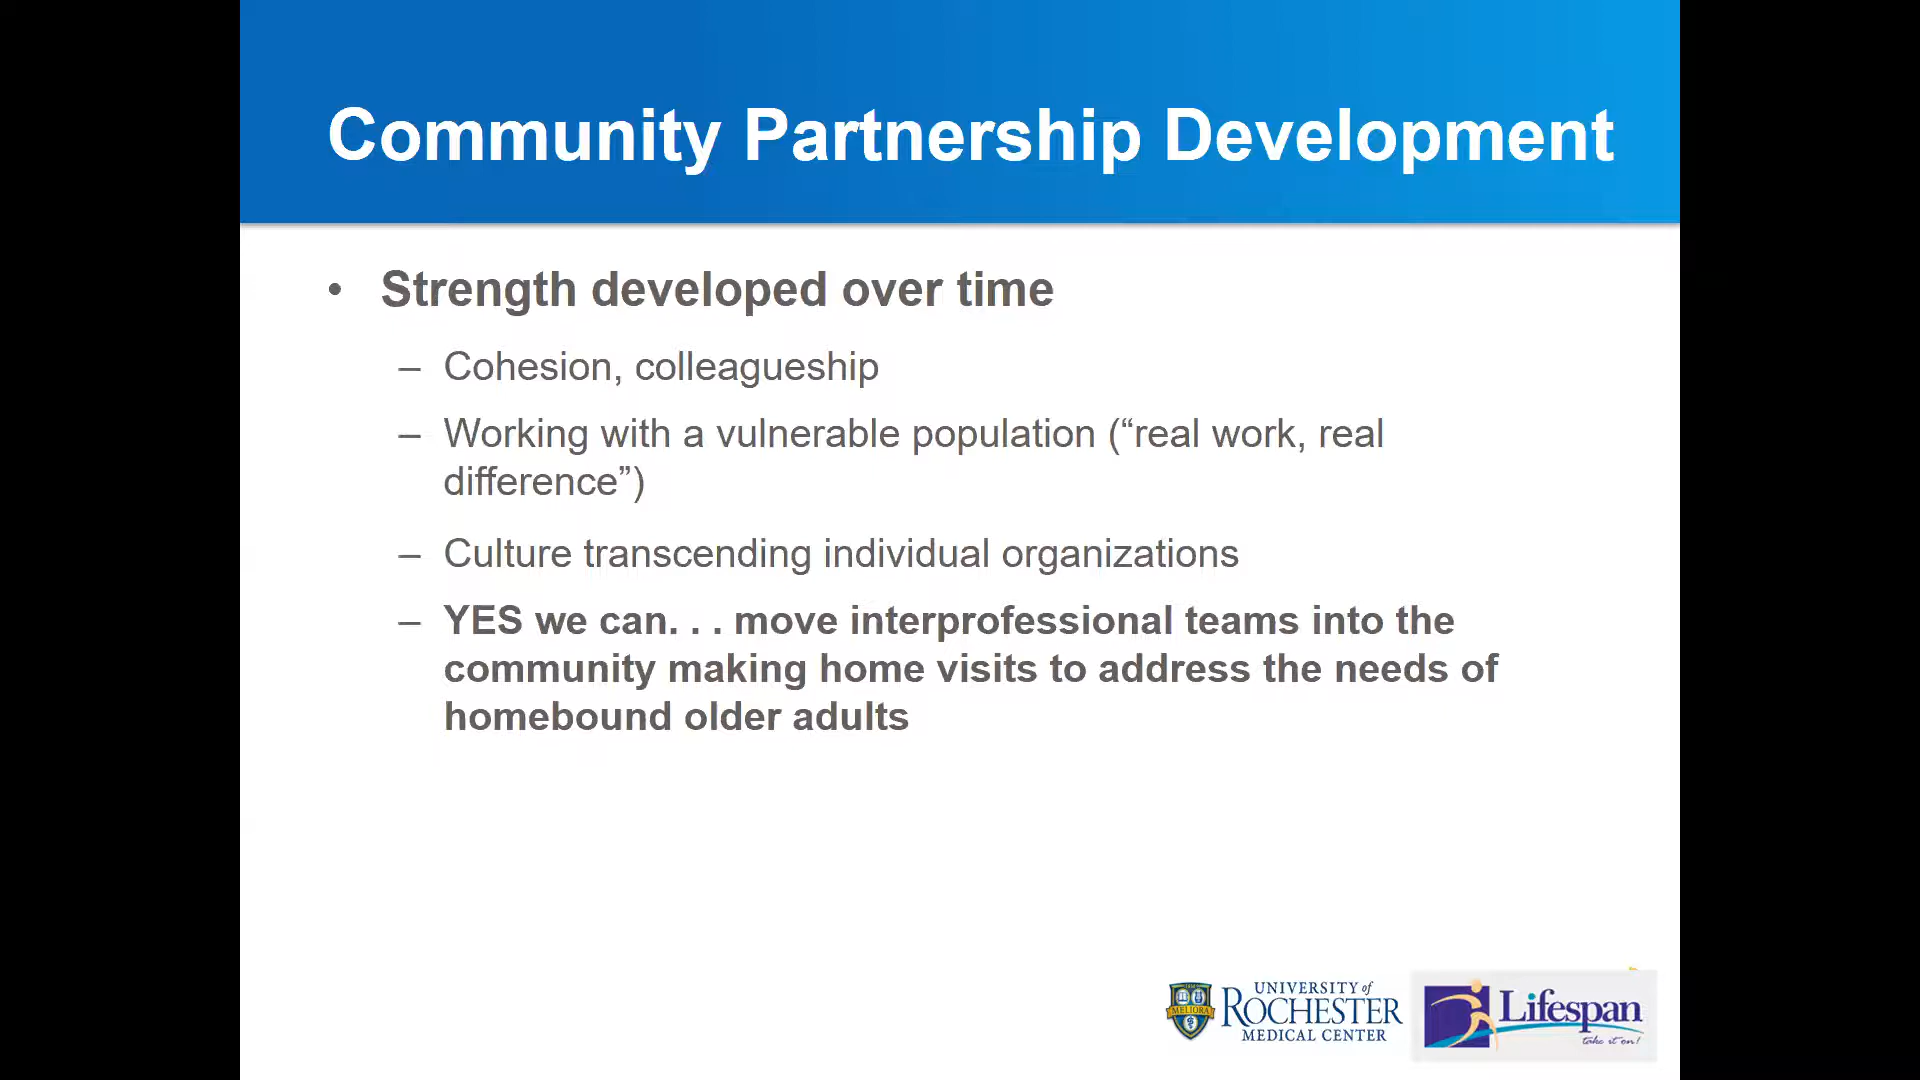 Community Partnership Development
• Strength developed over time
– Cohesion, colleagueship
– Working with a vulnerable population (“real work, real
difference”)
– Culture transcending individual organizations
– YES we can. . . move interprofessional teams into the
community making home visits to address the needs of
homebound older adults
MELIORA
UNIVERSITY of
ROCHESTER
MEDICAL CENTER
Lifespan
take it on!